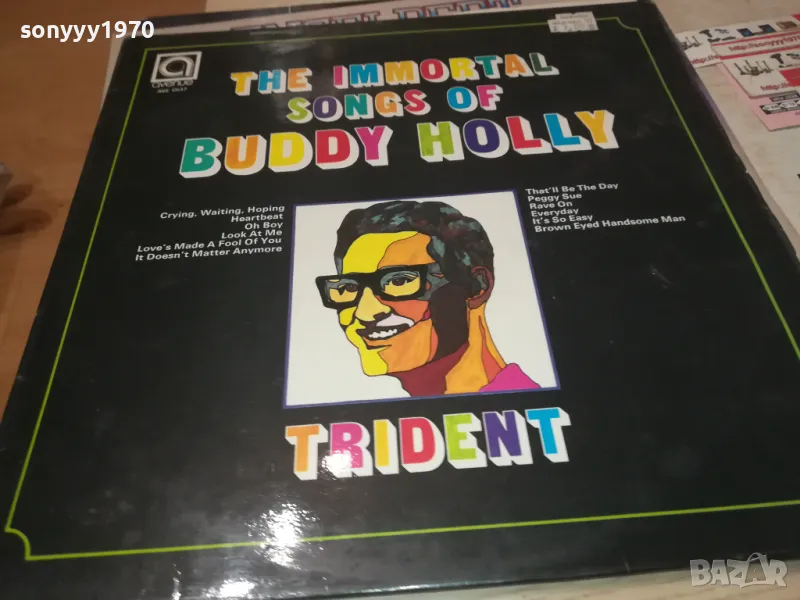 sonyyy1970
sonyyy1970
avenue
THE IMMORTAL
SONGS OF
BUDDY HOLLY
Crying, Waiting, Hoping
Heartbeat
Oh Boy
Look At Me
Love's Made A Fool Of You
It Doesn't Matter Anymore
That'll Be The Day
Peggy Sue
Rave On
Everyday
It's So Easy
Brown Eyed Handsome Man
TRIDENT
BAZAR